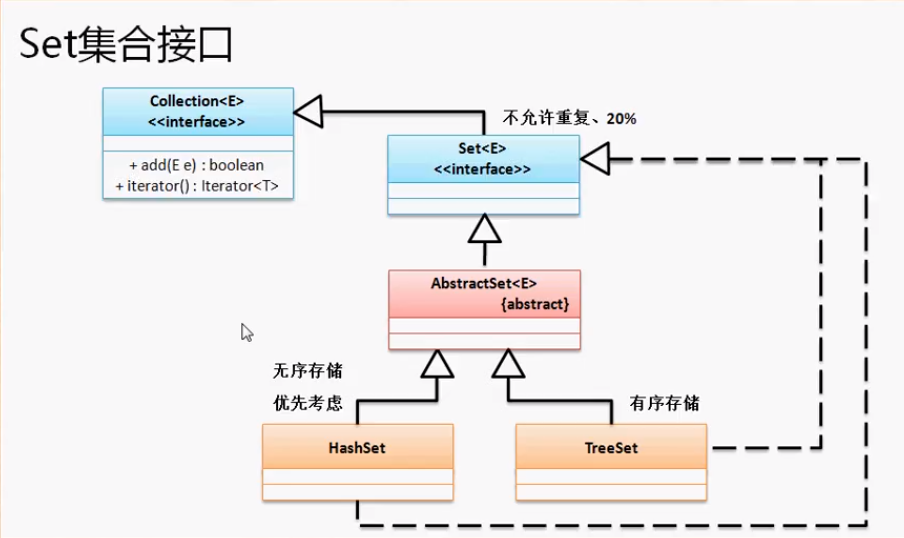 Set集合接口
Collection<E>
<<interface>>
+ add(E e) : boolean
+ iterator() : Iterator<T>
不允许重复、20%
Set<E>
<<interface>>
AbstractSet<E>
{abstract}
无序存储
优先考虑
有序存储
HashSet
TreeSet